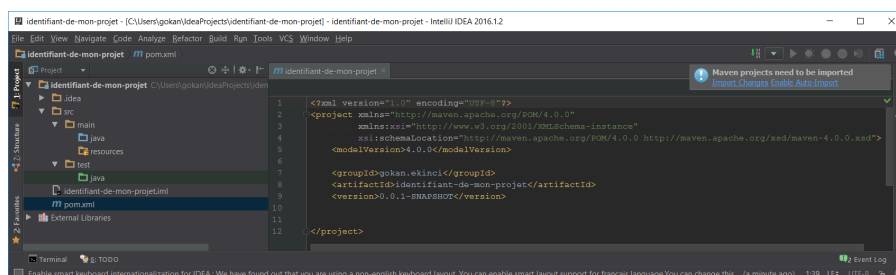 identifiant-de-mon-projet - [C:\Users\gokan\IdeaProjects\identifiant-de-mon-projet] - identifiant-de-mon-projet - IntelliJ IDEA 2016.1.2
File Edit View Navigate Code Analyze Refactor Build Run Tools VCS Window Help
identifiant-de-mon-projet m pom.xml
1: Project
Project
identifiant-de-mon-projet C:\Users\gokan\IdeaProjects\iden
.idea
src
main
java
resources
test
java
identifiant-de-mon-projet.iml
m pom.xml
External Libraries
7: Structure
2: Favorites
m identifiant-de-mon-projet
Maven projects need to be imported
Import Changes Enable Auto-Import
1 <?xml version="1.0" encoding="UTF-8"?>
2 <project xmlns="http://maven.apache.org/POM/4.0.0"
3 xmlns:xsi="http://www.w3.org/2001/XMLSchema-instance"
4 xsi:schemaLocation="http://maven.apache.org/POM/4.0.0 http://maven.apache.org/xsd/maven-4.0.0.xsd">
5 <modelVersion>4.0.0</modelVersion>
6
7 <groupId>gokan.ekinci</groupId>
8 <artifactId>identifiant-de-mon-projet</artifactId>
9 <version>0.0.1-SNAPSHOT</version>
10
11
12 </project>
Terminal 6: TODO
2 Event Log
Enable smart keyboard internationalization for IDEA.: We have found out that you are using a non-english keyboard layout. You can enable smart layout support for français language.You can change this... (a minute ago) 1:39 LF÷ UTF-8